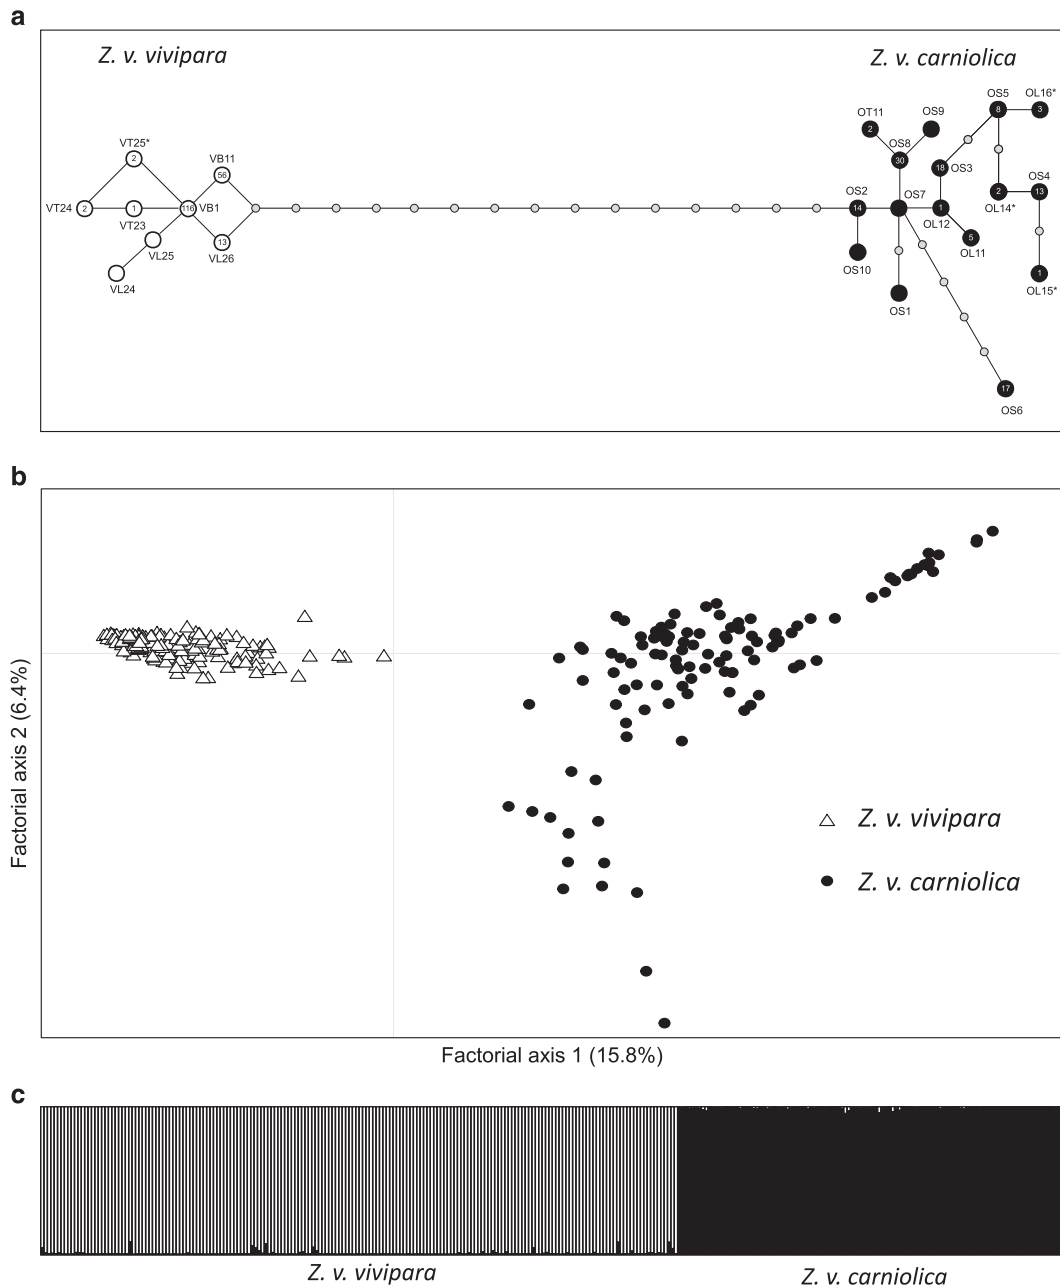 a
Z. v. vivipara
Z. v. carniolica
OS5
OL16*
8
3
OT11
OS9
2
VT25*
2
VB11
OS8
30
18
OS3
56
OS2
OS7
2
OS4
13
VT24
2
1
116
VB1
14
1
OL14*
VT23
OL12
13
5
VL25
VL26
OL11
OS10
1
VL24
OL15*
OS1
17
OS6
b
Factorial axis 2 (6.4%)
Z. v. vivipara
Z. v. carniolica
Factorial axis 1 (15.8%)
c
Z. v. vivipara
Z. v. carniolica